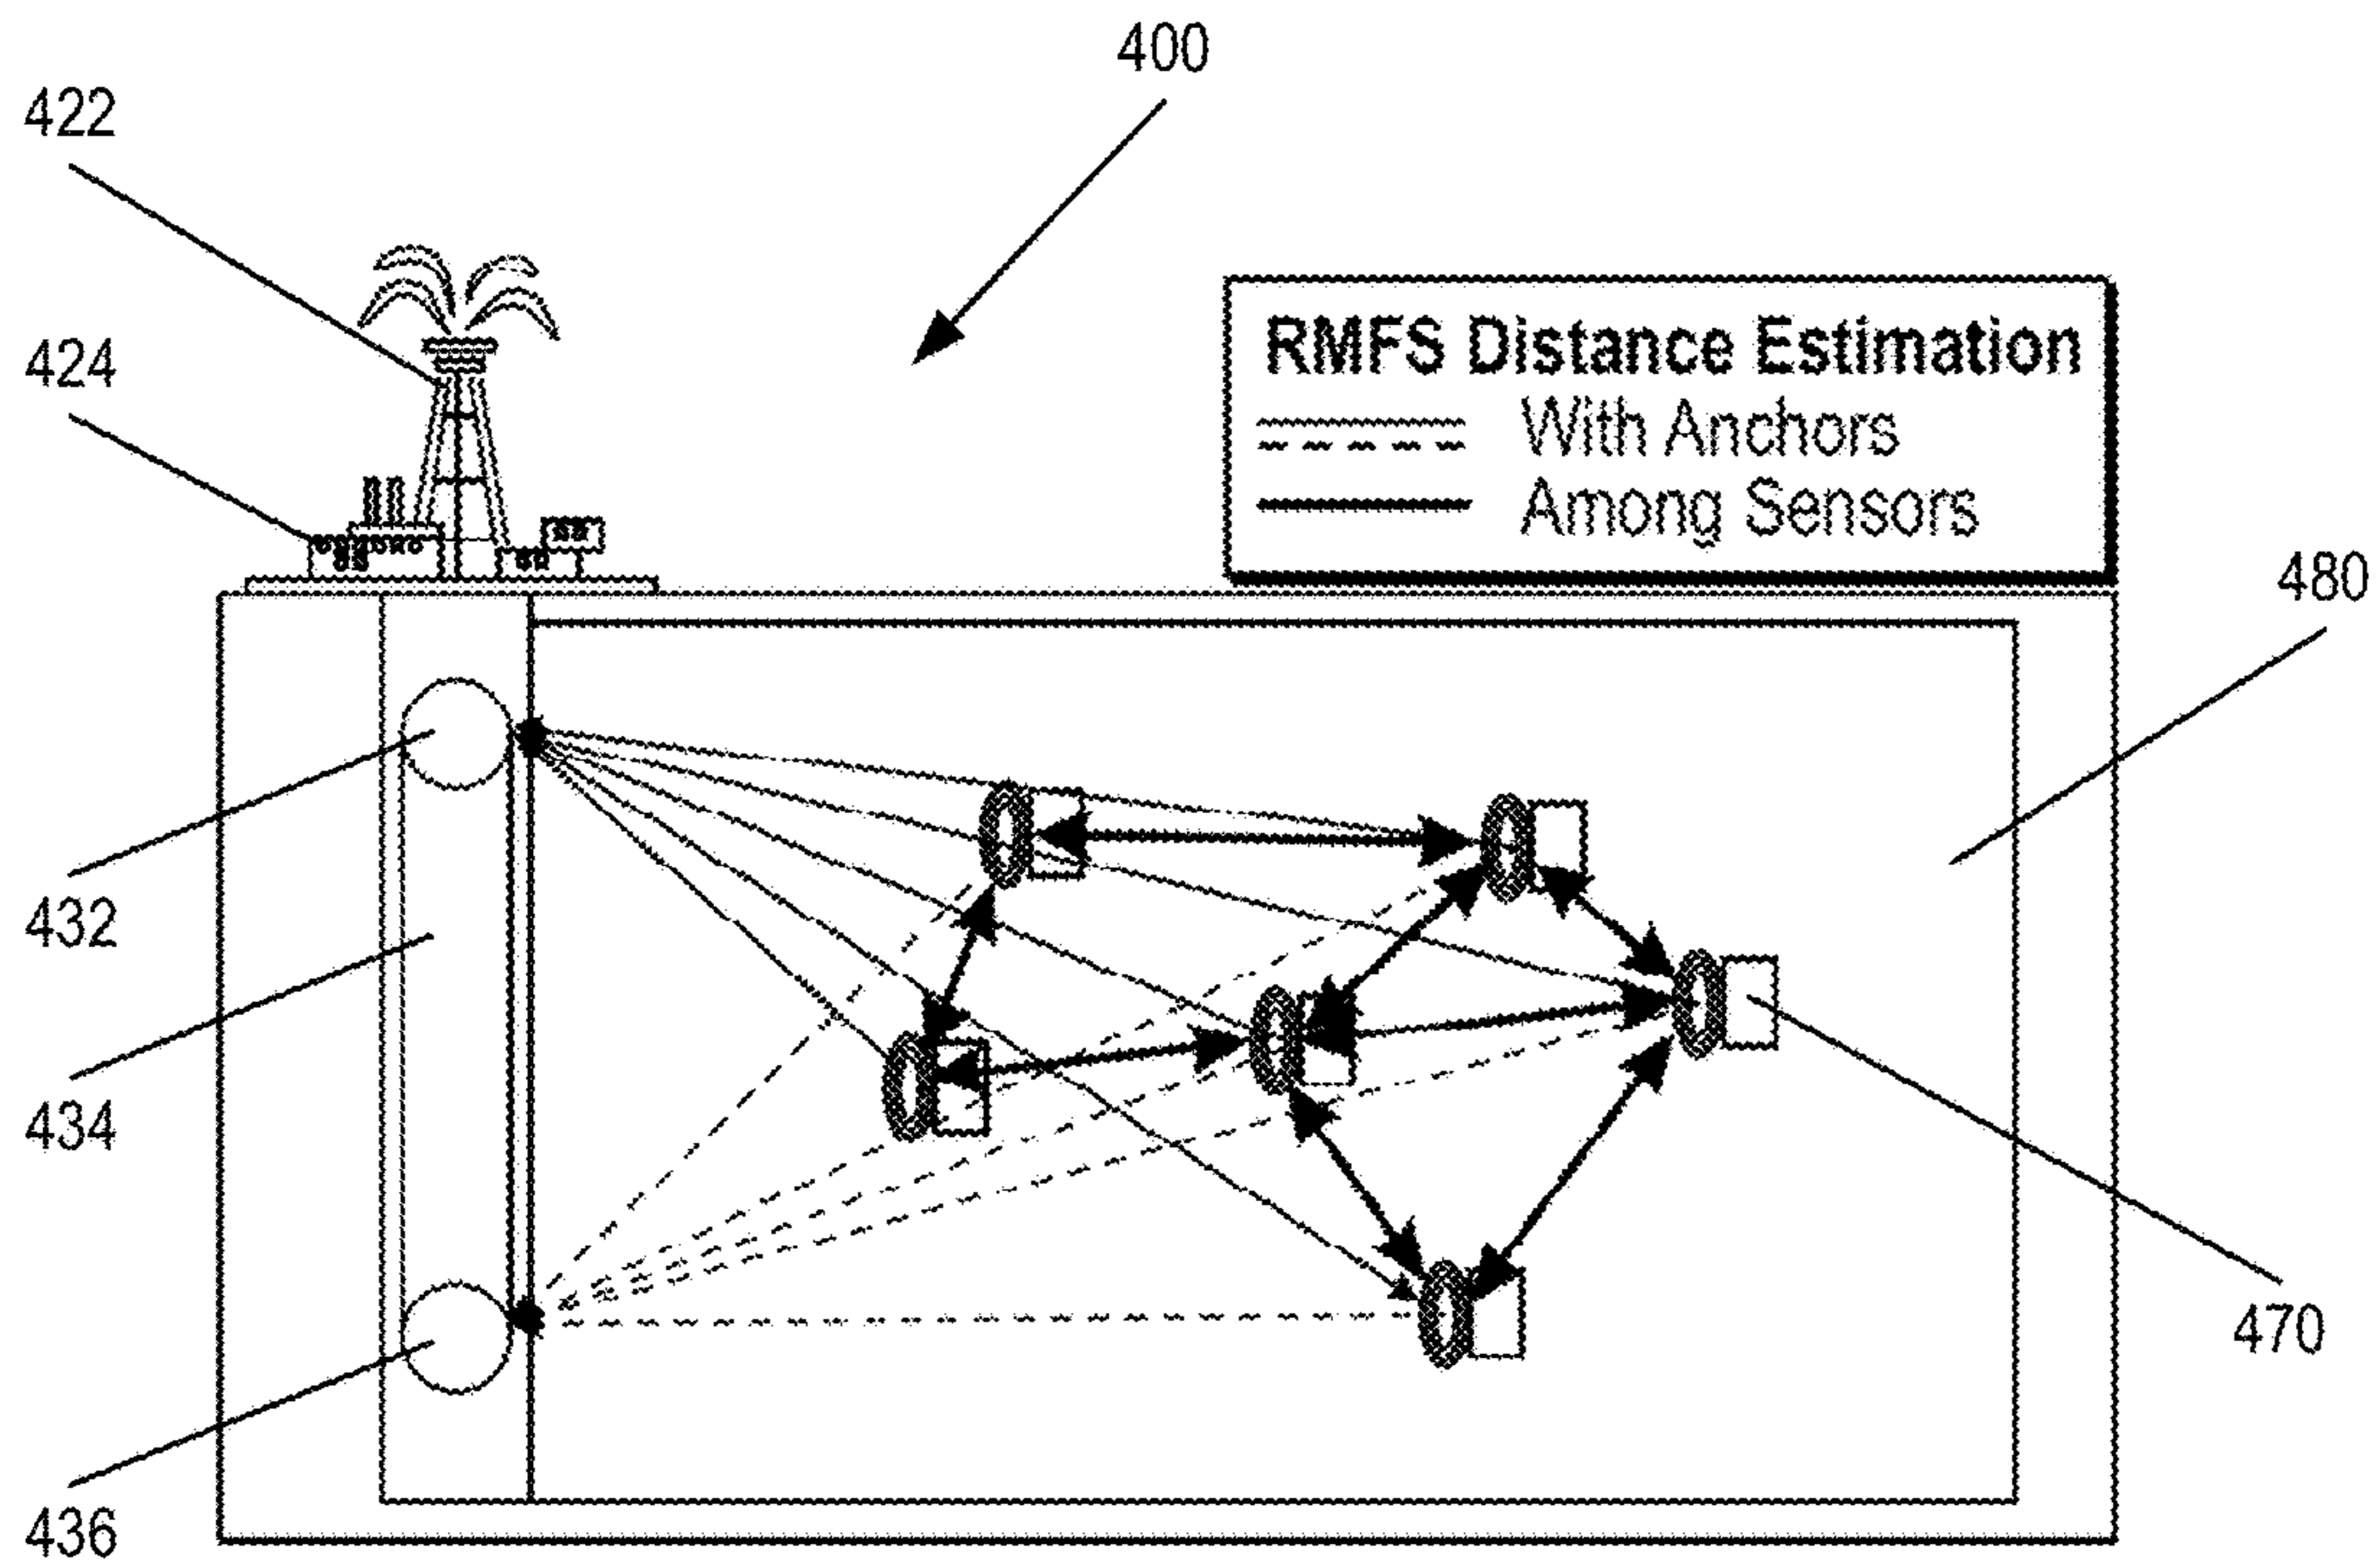 400
422
424
RMFS Distance Estimation
With Anchors
Among Sensors
480
432
434
470
436